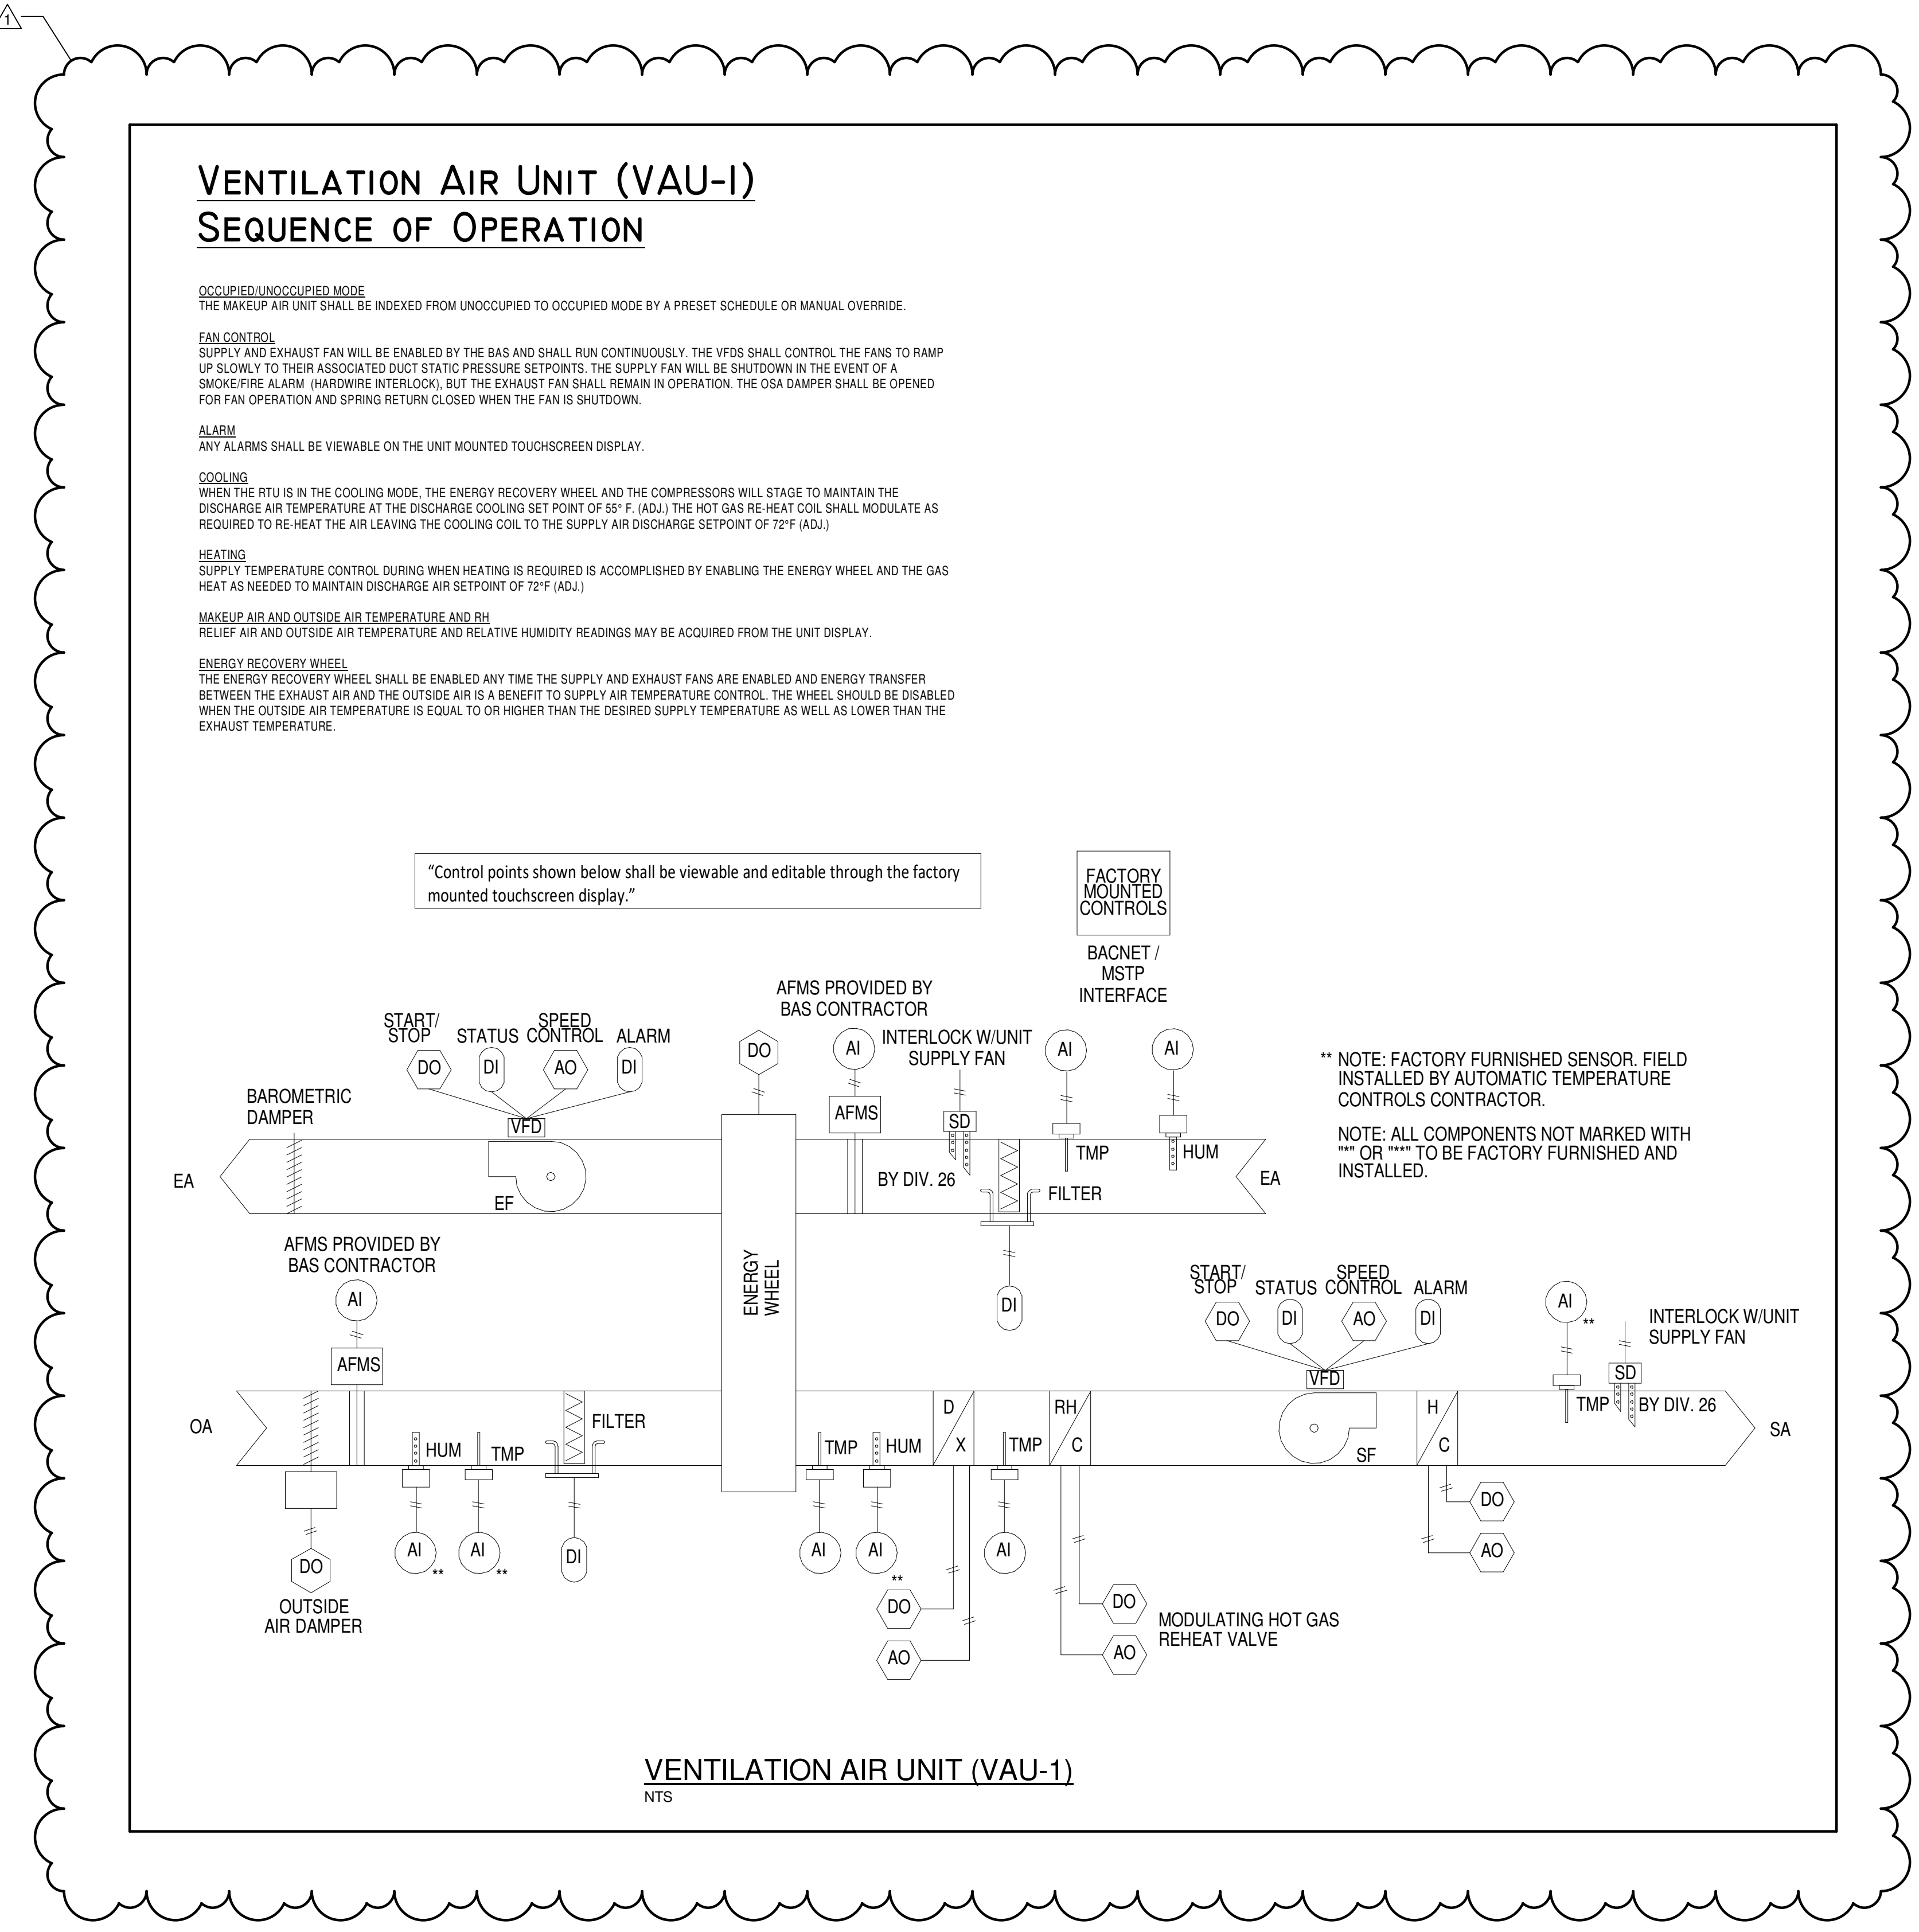 1
VENTILATION AIR UNIT (VAU-1)
SEQUENCE OF OPERATION
OCCUPIED/UNOCCUPIED MODE
THE MAKEUP AIR UNIT SHALL BE INDEXED FROM UNOCCUPIED TO OCCUPIED MODE BY A PRESET SCHEDULE OR MANUAL OVERRIDE.
FAN CONTROL
SUPPLY AND EXHAUST FAN WILL BE ENABLED BY THE BAS AND SHALL RUN CONTINUOUSLY. THE VFDS SHALL CONTROL THE FANS TO RAMP
UP SLOWLY TO THEIR ASSOCIATED DUCT STATIC PRESSURE SETPOINTS. THE SUPPLY FAN WILL BE SHUTDOWN IN THE EVENT OF A
SMOKE/FIRE ALARM (HARDWIRE INTERLOCK), BUT THE EXHAUST FAN SHALL REMAIN IN OPERATION. THE OSA DAMPER SHALL BE OPENED
FOR FAN OPERATION AND SPRING RETURN CLOSED WHEN THE FAN IS SHUTDOWN.
ALARM
ANY ALARMS SHALL BE VIEWABLE ON THE UNIT MOUNTED TOUCHSCREEN DISPLAY.
COOLING
WHEN THE RTU IS IN THE COOLING MODE, THE ENERGY RECOVERY WHEEL AND THE COMPRESSORS WILL STAGE TO MAINTAIN THE
DISCHARGE AIR TEMPERATURE AT THE DISCHARGE COOLING SET POINT OF 55° F. (ADJ.) THE HOT GAS RE-HEAT COIL SHALL MODULATE AS
REQUIRED TO RE-HEAT THE AIR LEAVING THE COOLING COIL TO THE SUPPLY AIR DISCHARGE SETPOINT OF 72°F (ADJ.)
HEATING
SUPPLY TEMPERATURE CONTROL DURING WHEN HEATING IS REQUIRED IS ACCOMPLISHED BY ENABLING THE ENERGY WHEEL AND THE GAS
HEAT AS NEEDED TO MAINTAIN DISCHARGE AIR SETPOINT OF 72°F (ADJ.)
MAKEUP AIR AND OUTSIDE AIR TEMPERATURE AND RH
RELIEF AIR AND OUTSIDE AIR TEMPERATURE AND RELATIVE HUMIDITY READINGS MAY BE ACQUIRED FROM THE UNIT DISPLAY.
ENERGY RECOVERY WHEEL
THE ENERGY RECOVERY WHEEL SHALL BE ENABLED ANY TIME THE SUPPLY AND EXHAUST FANS ARE ENABLED AND ENERGY TRANSFER
BETWEEN THE EXHAUST AIR AND THE OUTSIDE AIR IS A BENEFIT TO SUPPLY AIR TEMPERATURE CONTROL. THE WHEEL SHOULD BE DISABLED
WHEN THE OUTSIDE AIR TEMPERATURE IS EQUAL TO OR HIGHER THAN THE DESIRED SUPPLY TEMPERATURE AS WELL AS LOWER THAN THE
EXHAUST TEMPERATURE.
“Control points shown below shall be viewable and editable through the factory
mounted touchscreen display.”
FACTORY
MOUNTED
CONTROLS
BACNET /
MSTP
INTERFACE
AFMS PROVIDED BY
BAS CONTRACTOR
START/
STOP
STATUS
SPEED
CONTROL
ALARM
DO
DI
AO
DI
VFD
BAROMETRIC
DAMPER
EA
EF
DO
AI
AFMS
INTERLOCK W/UNIT
SUPPLY FAN
SD
BY DIV. 26
FILTER
DI
AI
TMP
AI
HUM
EA
** NOTE: FACTORY FURNISHED SENSOR. FIELD
INSTALLED BY AUTOMATIC TEMPERATURE
CONTROLS CONTRACTOR.
NOTE: ALL COMPONENTS NOT MARKED WITH
"*" OR "**" TO BE FACTORY FURNISHED AND
INSTALLED.
ENERGY
WHEEL
AFMS PROVIDED BY
BAS CONTRACTOR
AI
AFMS
OA
HUM
TMP
FILTER
DO
OUTSIDE
AIR DAMPER
AI
**
AI
**
DI
TMP
HUM
D
X
TMP
RH
C
AI
AI
**
DO
AO
AI
DO
AO
MODULATING HOT GAS
REHEAT VALVE
START/
STOP
STATUS
SPEED
CONTROL
ALARM
DO
DI
AO
DI
VFD
SF
H
C
DO
AO
AI
**
TMP
INTERLOCK W/UNIT
SUPPLY FAN
SD
BY DIV. 26
SA
VENTILATION AIR UNIT (VAU-1)
NTS